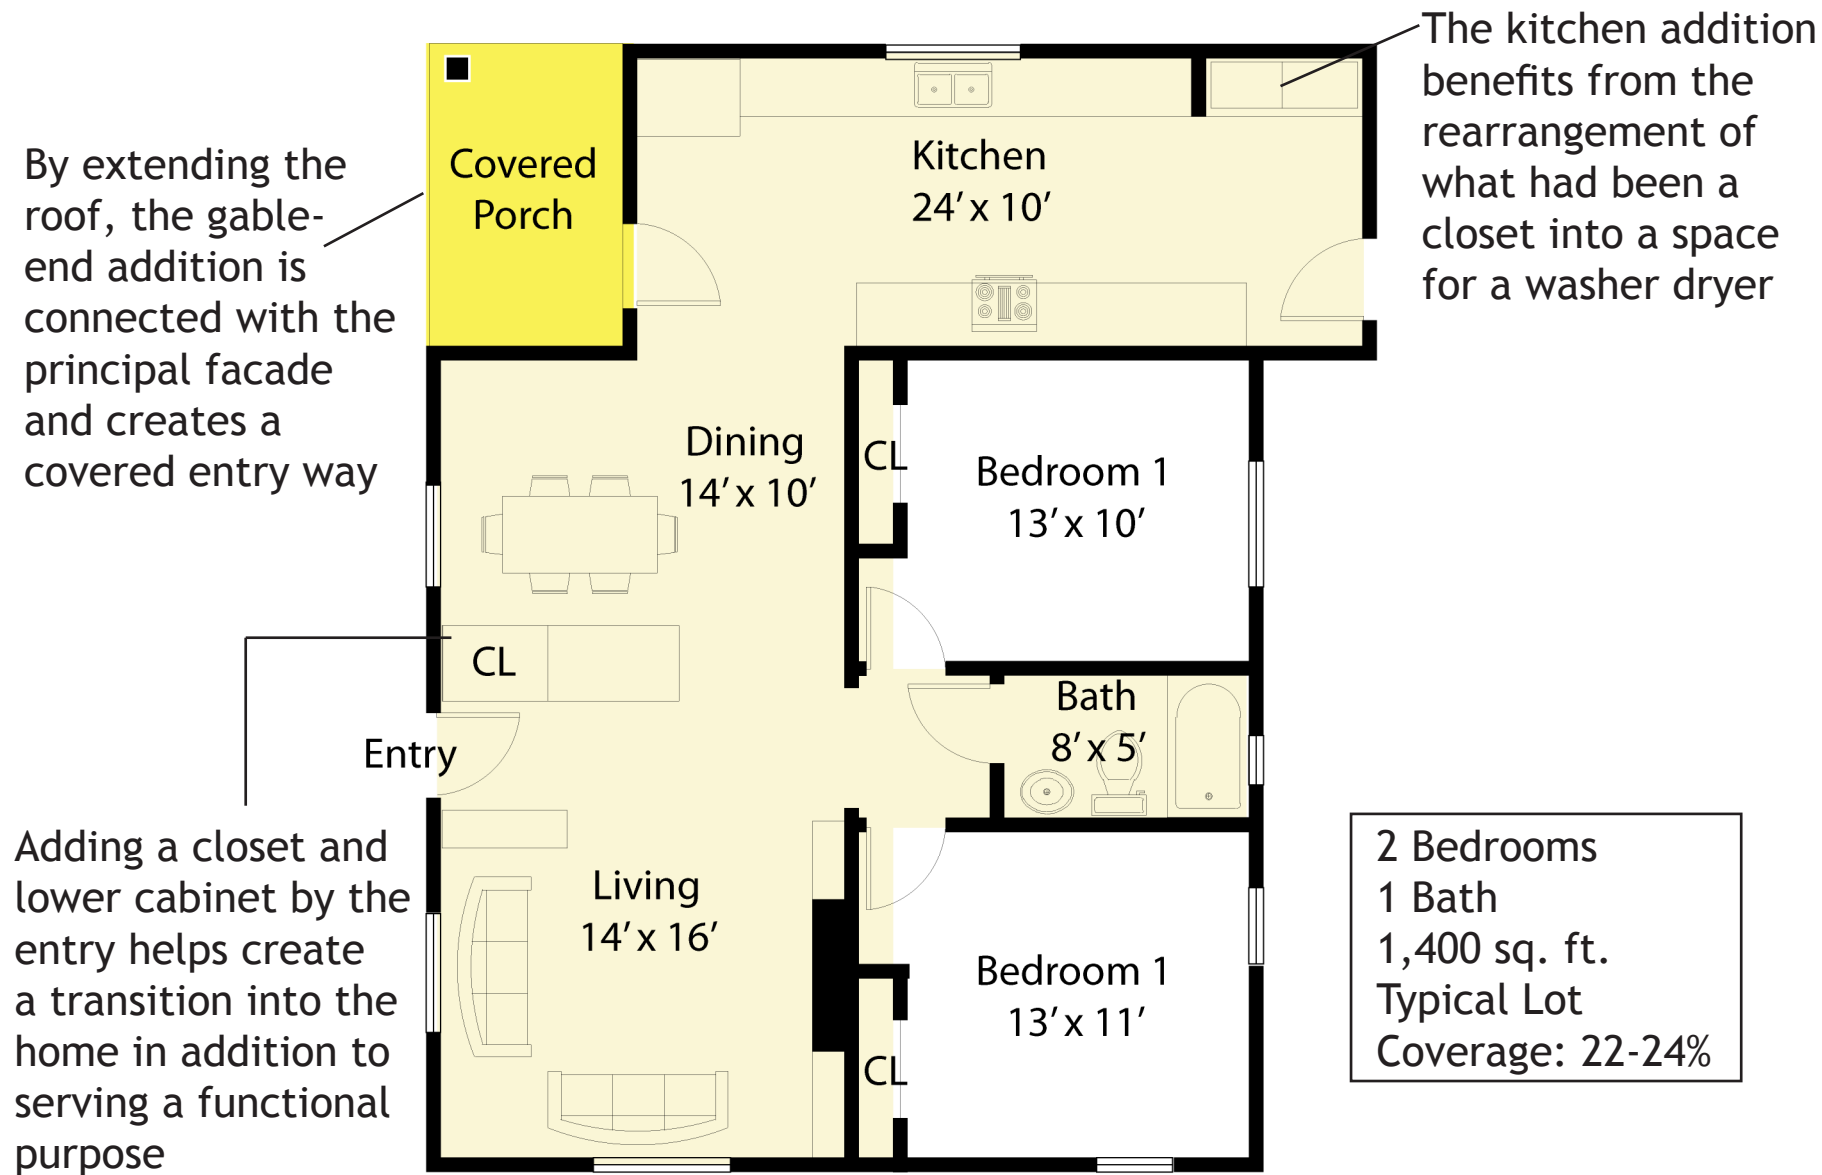 The kitchen addition
benefits from the
rearrangement of
what had been a
closet into a space
for a washer dryer
By extending the
roof, the gable-
end addition is
connected with the
principal facade
and creates a
covered entry way
Covered
Porch
Kitchen
24’ x 10’
Dining
14’ x 10’
CL
Bedroom 1
13’ x 10’
CL
Bath
8’ x 5’
Entry
Adding a closet and
lower cabinet by the
entry helps create
a transition into the
home in addition to
serving a functional
purpose
Living
14’ x 16’
Bedroom 1
13’ x 11’
CL
2 Bedrooms
1 Bath
1,400 sq. ft.
Typical Lot
Coverage: 22-24%